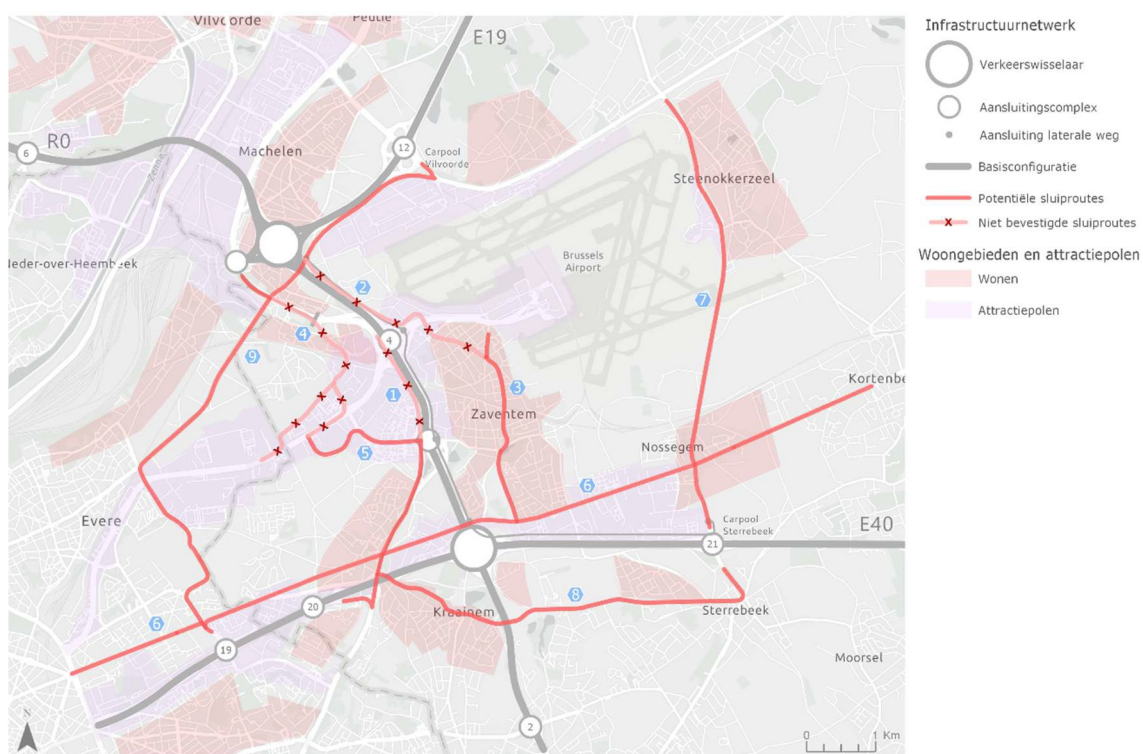 Vilvoorde
Peutie
E19
R0
6
Machelen
12
Carpool
Vilvoorde
Zenne
Steenokkerzeel
Neder-over-Heembeek
Brussels
Airport
2
7
4
4
9
1
3
Kortenbe
Zaventem
Nossegem
5
6
Evere
Carpool
Sterrebeek
E40
21
8
20
Kraainem
Sterrebeek
6
19
Moorsel
N
2
0 1 Km
Infrastructuurnetwerk
Verkeerswisselaar
Aansluitingscomplex
Aansluiting laterale weg
Basisconfiguratie
Potentiële sluiproutes
Niet bevestigde sluiproutes
Woongebieden en attractiepolen
Wonen
Attractiepolen